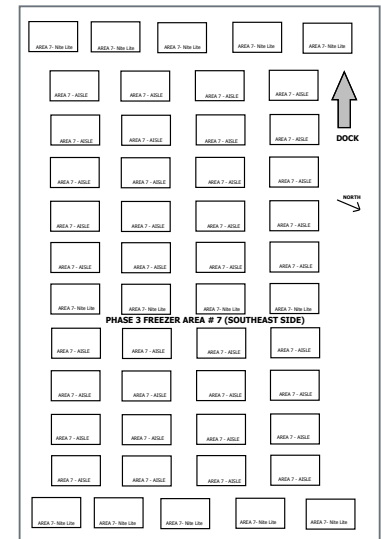 AREA 7- Nite Lite AREA 7- Nite Lite AREA 7- Nite Lite AREA 7- Nite Lite AREA 7- Nite Lite
AREA 7 - AISLE AREA 7 - AISLE AREA 7 - AISLE AREA 7 - AISLE
DOCK
AREA 7 - AISLE AREA 7 - AISLE AREA 7 - AISLE AREA 7 - AISLE
AREA 7 - AISLE AREA 7 - AISLE AREA 7 - AISLE AREA 7 - AISLE
NORTH
AREA 7 - AISLE AREA 7 - AISLE AREA 7 - AISLE AREA 7 - AISLE
AREA 7 - AISLE AREA 7 - AISLE AREA 7 - AISLE AREA 7 - AISLE
AREA 7- Nite Lite AREA 7- Nite Lite AREA 7- Nite Lite AREA 7- Nite Lite
PHASE 3 FREEZER AREA # 7 (SOUTHEAST SIDE)
AREA 7 - AISLE AREA 7 - AISLE AREA 7 - AISLE AREA 7 - AISLE
AREA 7 - AISLE AREA 7 - AISLE AREA 7 - AISLE AREA 7 - AISLE
AREA 7 - AISLE AREA 7 - AISLE AREA 7 - AISLE AREA 7 - AISLE
AREA 7 - AISLE AREA 7 - AISLE AREA 7 - AISLE AREA 7 - AISLE
AREA 7- Nite Lite AREA 7- Nite Lite AREA 7- Nite Lite AREA 7- Nite Lite AREA 7- Nite Lite